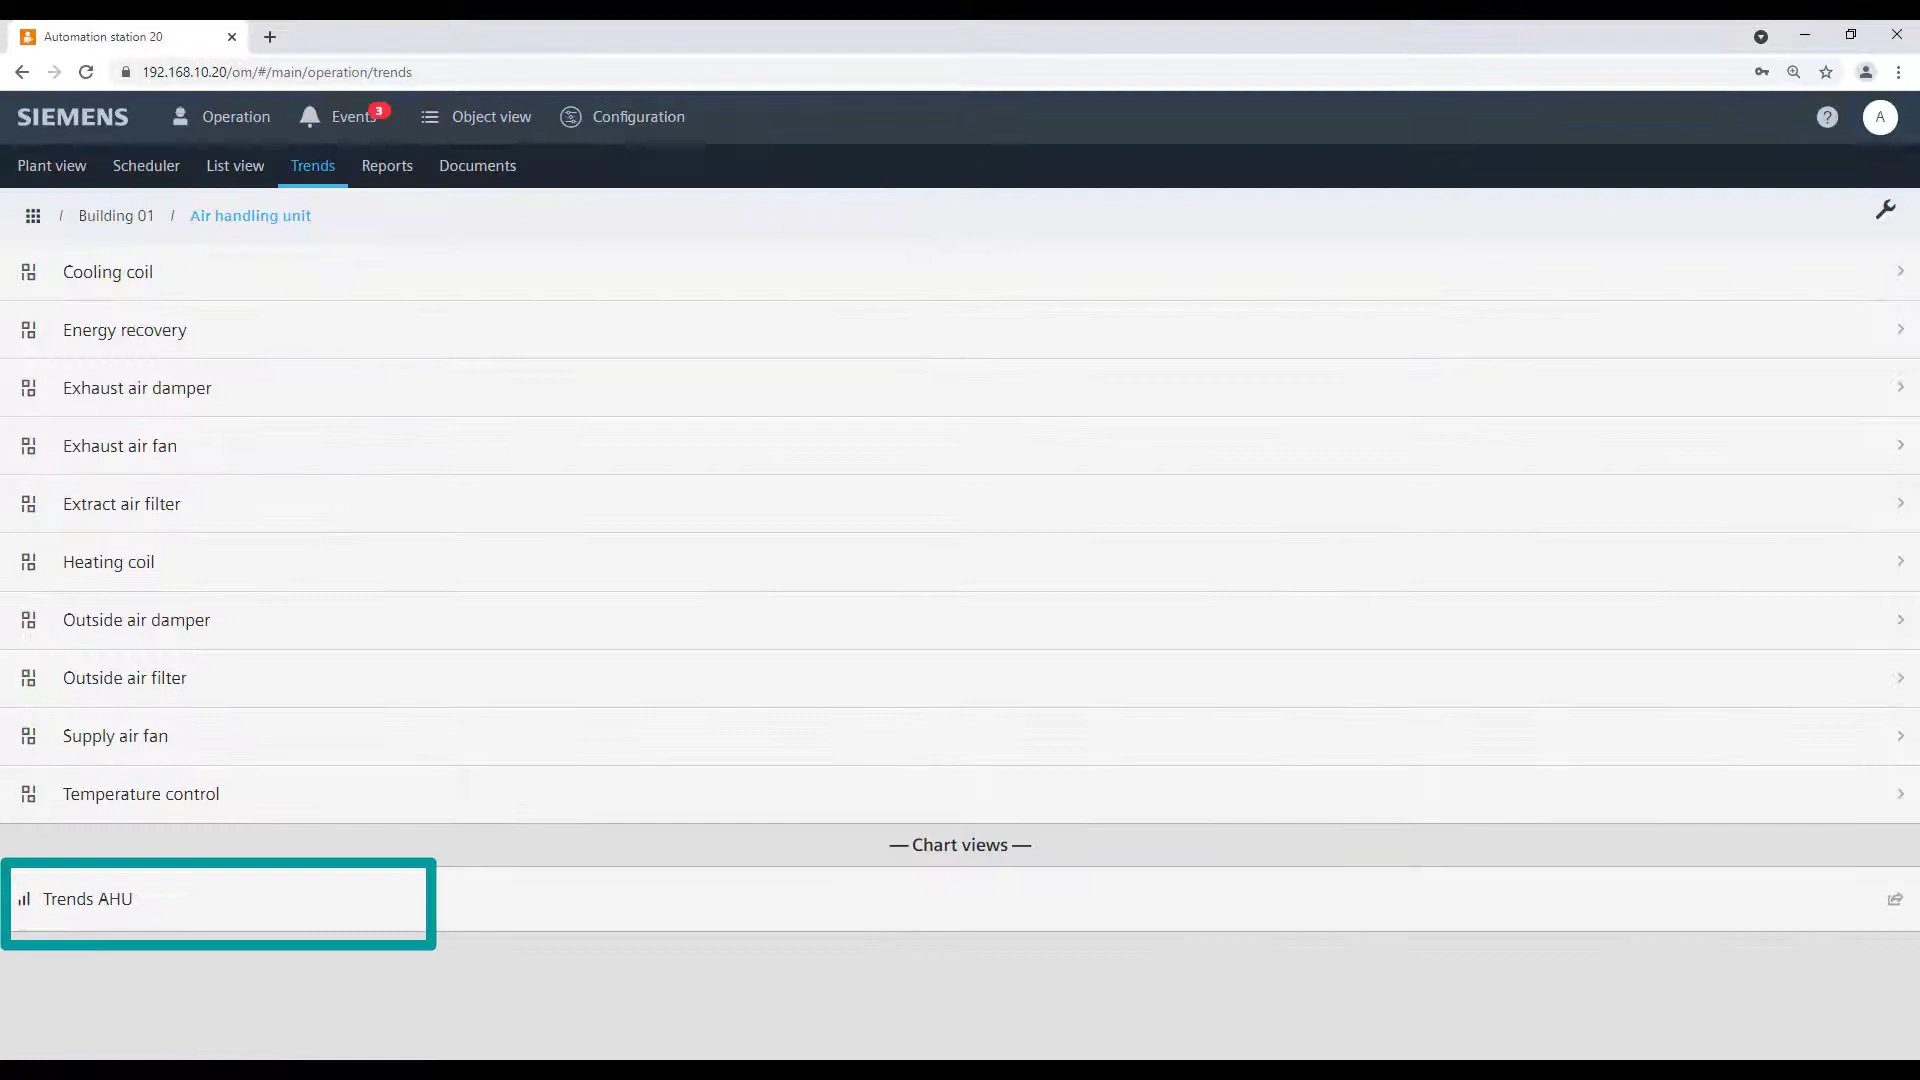 Automation station 20
192.168.10.20/om/#/main/operation/trends
SIEMENS Operation Events 3 Object view Configuration ? A
Plant view Scheduler List view Trends Reports Documents
/ Building 01 / Air handling unit
Cooling coil
Energy recovery
Exhaust air damper
Exhaust air fan
Extract air filter
Heating coil
Outside air damper
Outside air filter
Supply air fan
Temperature control
— Chart views —
Trends AHU